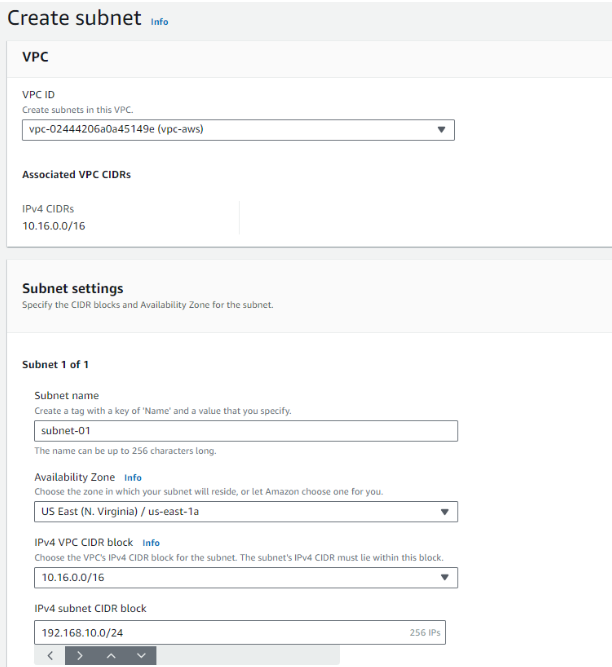 Create subnet Info
VPC
VPC ID
Create subnets in this VPC.
vpc-02444206a0a45149e (vpc-aws)
Associated VPC CIDRs
IPv4 CIDRs
10.16.0.0/16
Subnet settings
Specify the CIDR blocks and Availability Zone for the subnet.
Subnet 1 of 1
Subnet name
Create a tag with a key of 'Name' and a value that you specify.
subnet-01
The name can be up to 256 characters long.
Availability Zone Info
Choose the zone in which your subnet will reside, or let Amazon choose one for you.
US East (N. Virginia) / us-east-1a
IPv4 VPC CIDR block Info
Choose the VPC's IPv4 CIDR block for the subnet. The subnet's IPv4 CIDR must lie within this block.
10.16.0.0/16
IPv4 subnet CIDR block
192.168.10.0/24 256 IPs